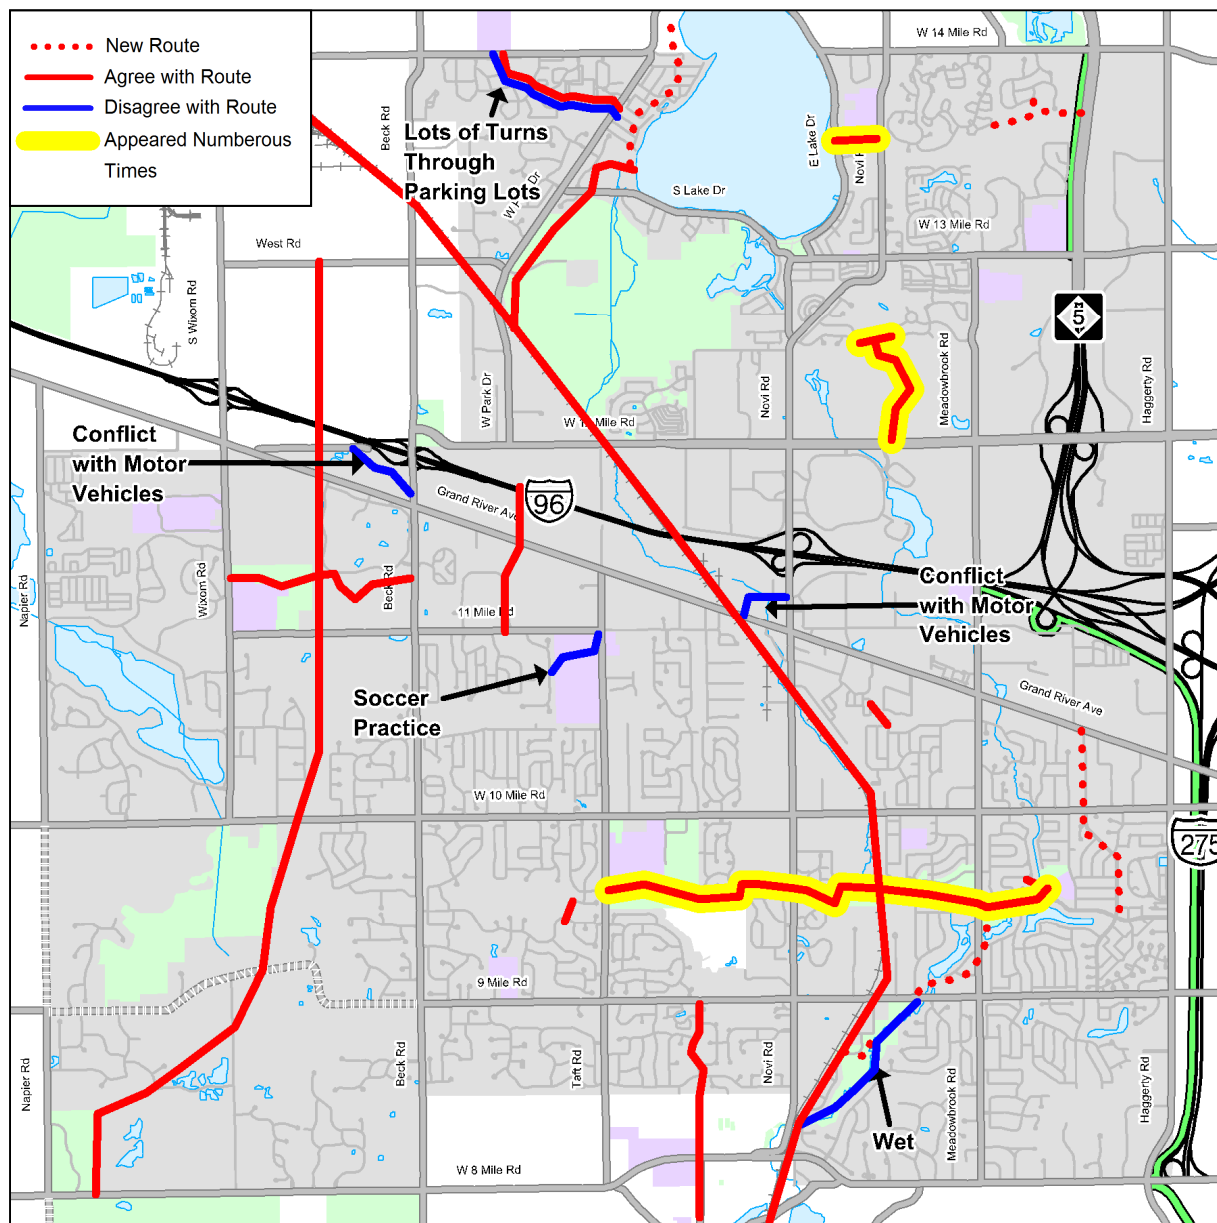 New Route
Agree with Route
Disagree with Route
Appeared Numberous
Times
W 14 Mile Rd
Beck Rd
Lots of Turns
Through
Parking Lots
E Lake Dr
S Lake Dr
W 13 Mile Rd
West Rd
S Wixom Rd
M
5
Meadowbrook Rd
Haggerty Rd
W Park Dr
Novi Rd
Conflict
with Motor
Vehicles
Grand River Ave
96
Napier Rd
Wixom Rd
Beck Rd
11 Mile Rd
Conflict
with Motor
Vehicles
Soccer
Practice
Grand River Ave
W 10 Mile Rd
275
9 Mile Rd
Napier Rd
Beck Rd
Taft Rd
Novi Rd
Meadowbrook Rd
Haggerty Rd
Wet
W 8 Mile Rd